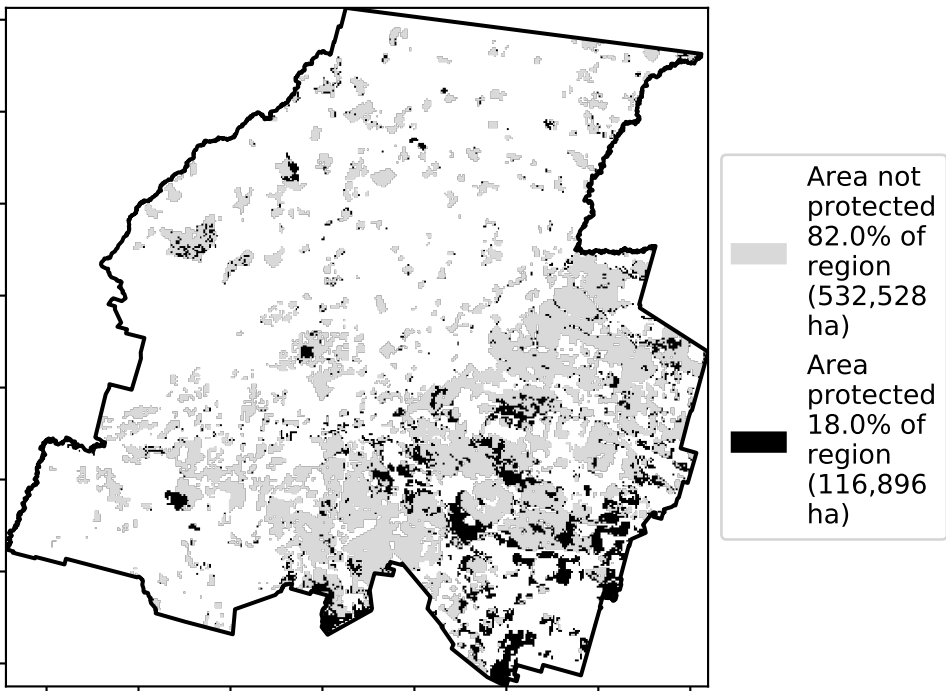 Area not
protected
82.0% of
region
(532,528
ha)
Area
protected
18.0% of
region
(116,896
ha)